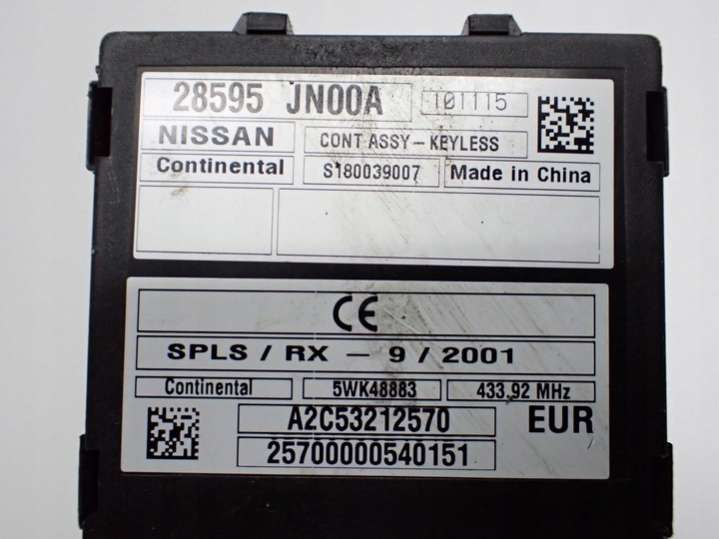 28595 JN00A 101115
NISSAN CONT ASSY-KEYLESS
Continental S180039007 Made in China
CE
SPLS / RX - 9 / 2001
Continental 5WK48883 433.92 MHz
A2C53212570 EUR
25700000540151